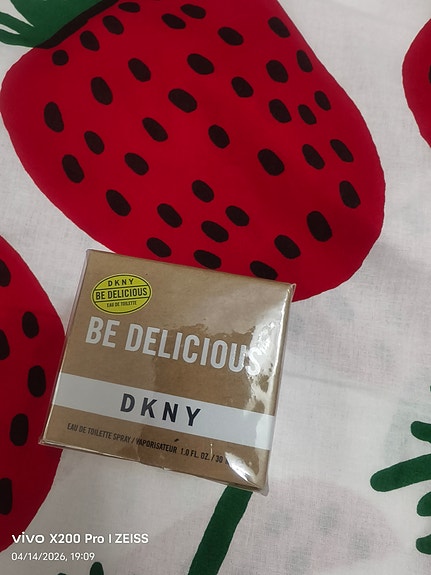 DKNY
BE DELICIOUS
EAU DE TOILETTE
BE DELICIOUS
DKNY
EAU DE TOILETTE SPRAY / VAPORISATEUR 1.0 FL. OZ. / 30
vivo X200 Pro | ZEISS
04/14/2026, 19:09